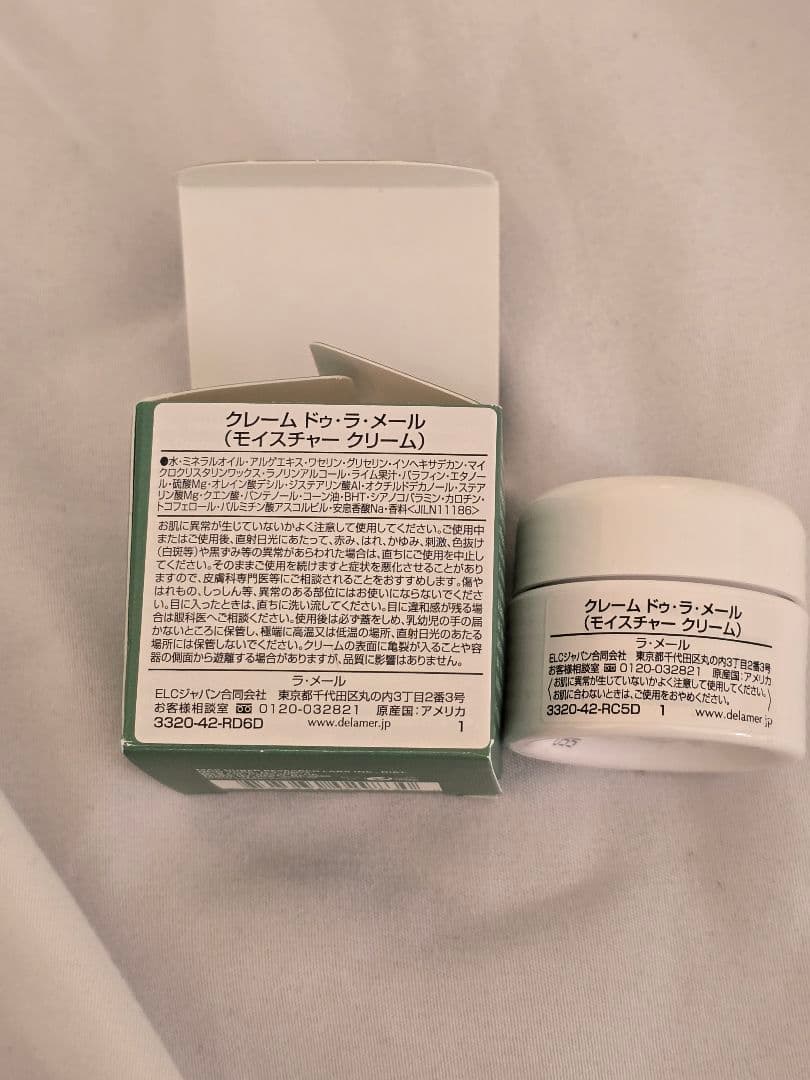 クレーム ドゥ・ラ・メール
(モイスチャー クリーム)
●水・ミネラルオイル・アルゲエキス・ワセリン・グリセリン・イソヘキサデカン・マイ
クロクリスタリンワックス・ラノリンアルコール・ライム果汁・パラフィン・エタノー
ル・硫酸Mg・オレイン酸デシル・ジステアリン酸Al・オクチルドデカノール・ステア
リン酸Mg・クエン酸・パンテノール・コーン油・BHT・シアノコバラミン・カロチン・
トコフェロール・パルミチン酸アスコルビル・安息香酸Na・香料<JILN11186>
お肌に異常が生じていないかよく注意して使用してください。ご使用中
またはご使用後、直射日光にあたって、赤み、はれ、かゆみ、刺激、色抜け
(白斑等)や黒ずみ等の異常があらわれた場合は、直ちにご使用を中止し
てください。そのままご使用を続けますと症状を悪化させることがあり
ますので、皮膚科専門医等にご相談されることをおすすめします。傷や
はれもの、しっしん等、異常のある部位にはお使いにならないでくださ
い。目に入ったときは、直ちに洗い流してください。目に違和感が残る場
合は眼科医へご相談ください。使用後は必ず蓋をしめ、乳幼児の手の届
かないところに保管し、極端に高温又は低温の場所、直射日光のあたる
場所には保管しないでください。クリームの表面に亀裂が入ることや容
器の側面から遊離する場合がありますが、品質に影響はありません。
ラ・メール
ELCジャパン合同会社 東京都千代田区丸の内3丁目2番3号
お客様相談室 0120-032821 原産国:アメリカ
3320-42-RD6D www.delamer.jp 1
クレーム ドゥ・ラ・メール
(モイスチャー クリーム)
ラ・メール
ELCジャパン合同会社 東京都千代田区丸の内3丁目2番3号
お客様相談室 0120-032821 原産国:アメリカ
(お肌に異常が生じていないかよく注意して使用してください。
お肌に合わないときは、ご使用をおやめください。)
3320-42-RC5D 1 www.delamer.jp